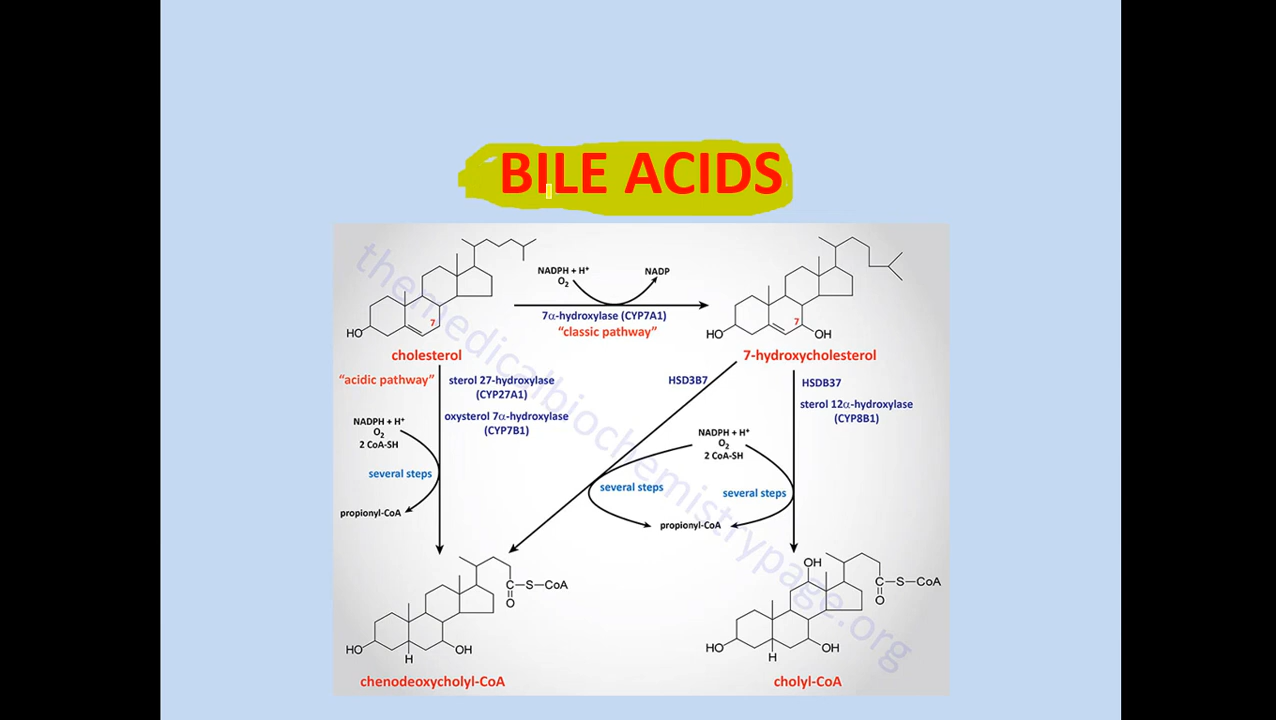 BILE ACIDS
NADPH + H⁺
O₂
NADP
7α-hydroxylase (CYP7A1)
"classic pathway"
7
HO
cholesterol
7
HO
OH
7-hydroxycholesterol
"acidic pathway"
sterol 27-hydroxylase
(CYP27A1)
oxysterol 7α-hydroxylase
(CYP7B1)
NADPH + H⁺
O₂
2 CoA-SH
several steps
propionyl-CoA
HSD3B7
HSDB37
sterol 12α-hydroxylase
(CYP8B1)
NADPH + H⁺
O₂
2 CoA-SH
several steps
several steps
propionyl-CoA
C—S—CoA
O
HO
OH
H
chenodeoxycholyl-CoA
OH
C—S—CoA
O
HO
OH
H
cholyl-CoA
themedicalbiochemistrypage.org